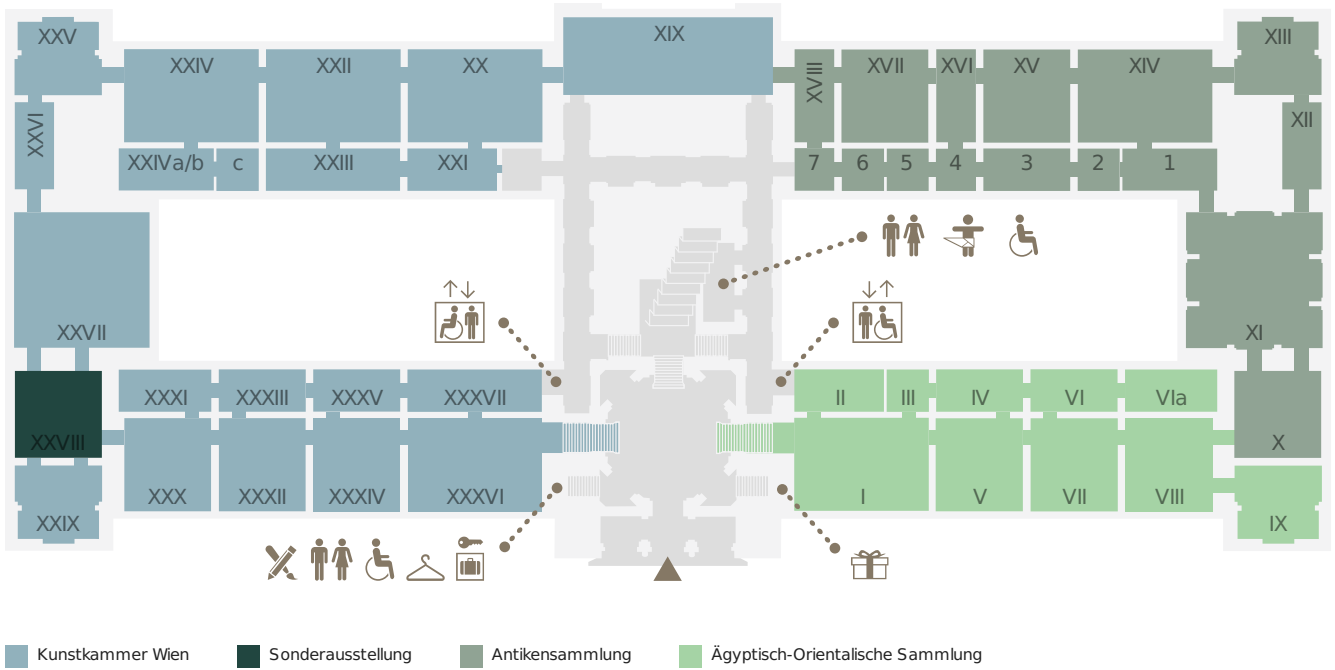 XXV
XXIV
XXII
XX
XIX
XVIII
XVII
XVI
XV
XIV
XIII
XXVI
XII
XXIVa/b
c
XXIII
XXI
7
6
5
4
3
2
1
XXVII
XI
XXXI
XXXIII
XXXV
XXXVII
II
III
IV
VI
VIa
XXVIII
X
XXX
XXXII
XXXIV
XXXVI
I
V
VII
VIII
XXIX
IX
Kunstkammer Wien
Sonderausstellung
Antikensammlung
Ägyptisch-Orientalische Sammlung